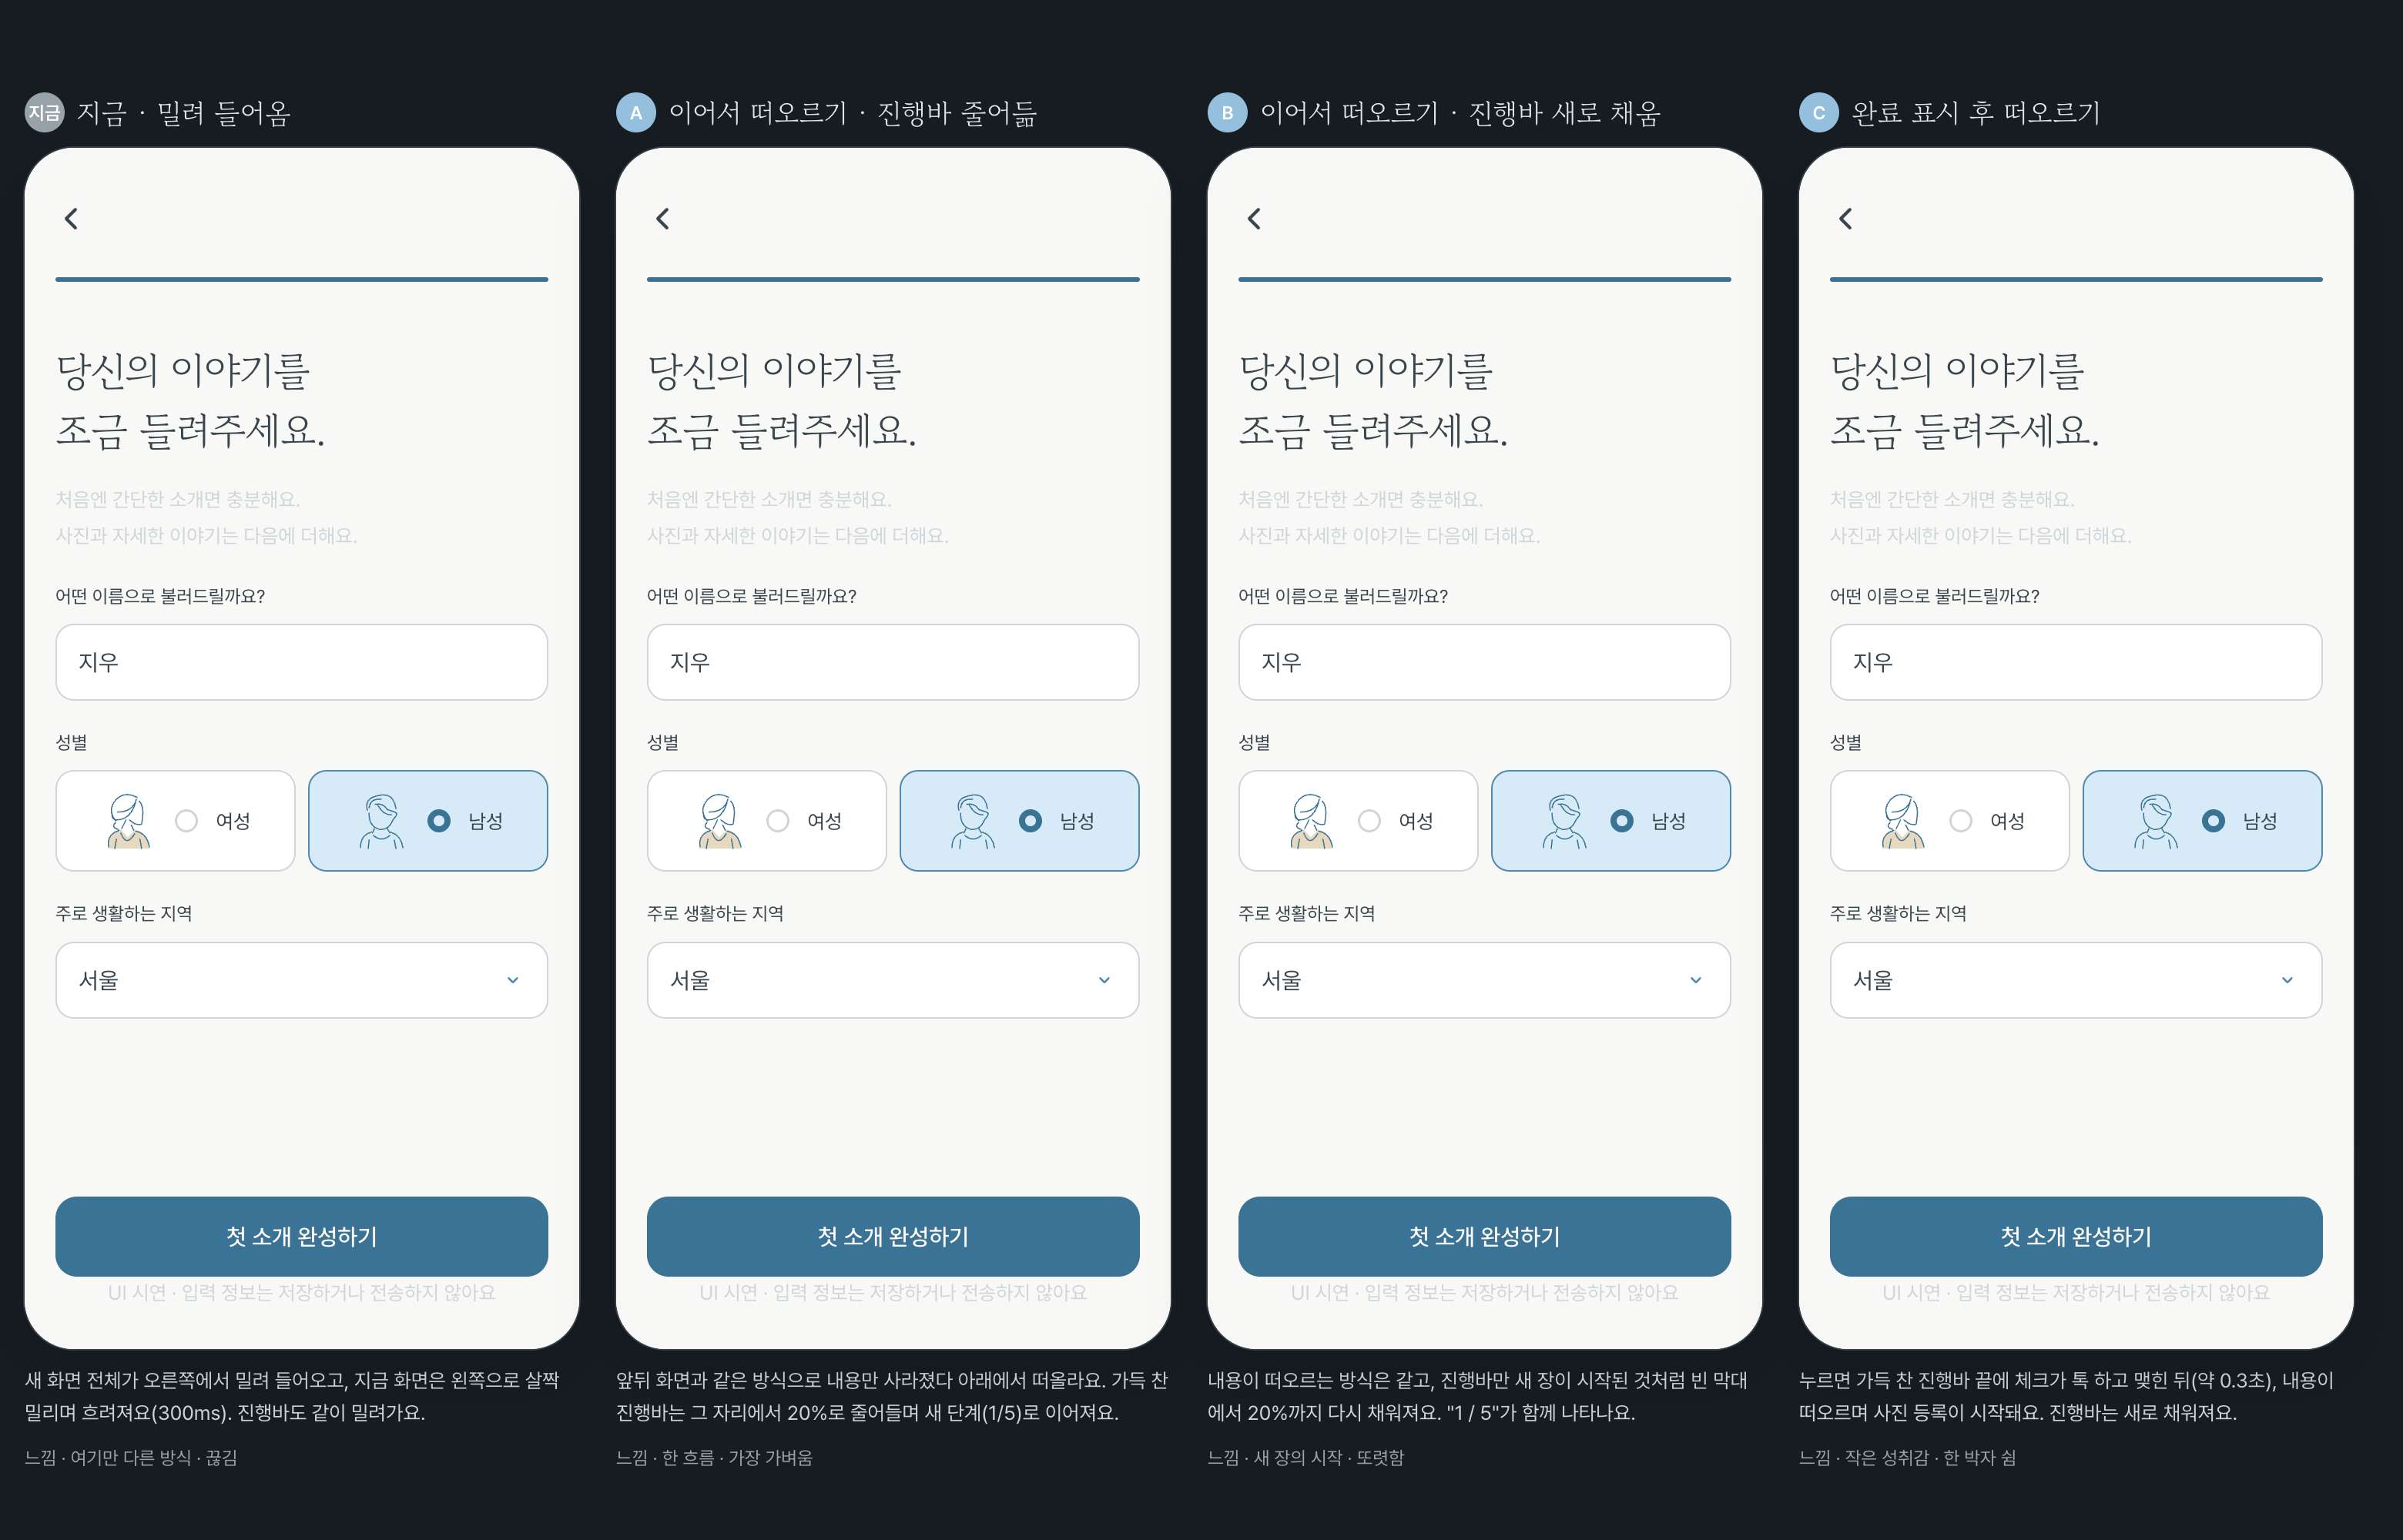 지금 지금 · 밀려 들어옴
당신의 이야기를
조금 들려주세요.
처음엔 간단한 소개면 충분해요.
사진과 자세한 이야기는 다음에 더해요.
어떤 이름으로 불러드릴까요?
지우
성별
여성 남성
주로 생활하는 지역
서울
첫 소개 완성하기
UI 시연 · 입력 정보는 저장하거나 전송하지 않아요
새 화면 전체가 오른쪽에서 밀려 들어오고, 지금 화면은 왼쪽으로 살짝
밀리며 흐려져요(300ms). 진행바도 같이 밀려가요.
느낌 · 여기만 다른 방식 · 끊김
A 이어서 떠오르기 · 진행바 줄어듦
당신의 이야기를
조금 들려주세요.
처음엔 간단한 소개면 충분해요.
사진과 자세한 이야기는 다음에 더해요.
어떤 이름으로 불러드릴까요?
지우
성별
여성 남성
주로 생활하는 지역
서울
첫 소개 완성하기
UI 시연 · 입력 정보는 저장하거나 전송하지 않아요
앞뒤 화면과 같은 방식으로 내용만 사라졌다 아래에서 떠올라요. 가득 찬
진행바는 그 자리에서 20%로 줄어들며 새 단계(1/5)로 이어져요.
느낌 · 한 흐름 · 가장 가벼움
B 이어서 떠오르기 · 진행바 새로 채움
당신의 이야기를
조금 들려주세요.
처음엔 간단한 소개면 충분해요.
사진과 자세한 이야기는 다음에 더해요.
어떤 이름으로 불러드릴까요?
지우
성별
여성 남성
주로 생활하는 지역
서울
첫 소개 완성하기
UI 시연 · 입력 정보는 저장하거나 전송하지 않아요
내용이 떠오르는 방식은 같고, 진행바만 새 장이 시작된 것처럼 빈 막대
에서 20%까지 다시 채워져요. "1 / 5"가 함께 나타나요.
느낌 · 새 장의 시작 · 또렷함
C 완료 표시 후 떠오르기
당신의 이야기를
조금 들려주세요.
처음엔 간단한 소개면 충분해요.
사진과 자세한 이야기는 다음에 더해요.
어떤 이름으로 불러드릴까요?
지우
성별
여성 남성
주로 생활하는 지역
서울
첫 소개 완성하기
UI 시연 · 입력 정보는 저장하거나 전송하지 않아요
누르면 가득 찬 진행바 끝에 체크가 톡 하고 맺힌 뒤(약 0.3초), 내용이
떠오르며 사진 등록이 시작돼요. 진행바는 새로 채워져요.
느낌 · 작은 성취감 · 한 박자 쉼